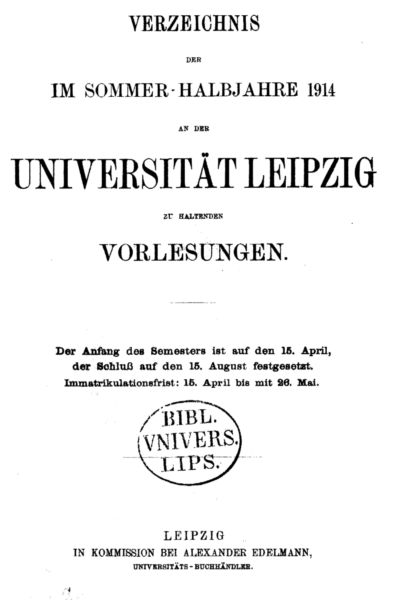 VERZEICHNIS
DER
IM SOMMER-HALBJAHRE 1914
AN DER
UNIVERSITÄT LEIPZIG
ZU HALTENDEN
VORLESUNGEN.
Der Anfang des Semesters ist auf den 15. April,
der Schluß auf den 15. August festgesetzt.
Immatrikulationsfrist: 15. April bis mit 26. Mai.
BIBL.
VNIVERS.
LIPS.
LEIPZIG
IN KOMMISSION BEI ALEXANDER EDELMANN,
UNIVERSITÄTS-BUCHHÄNDLER.